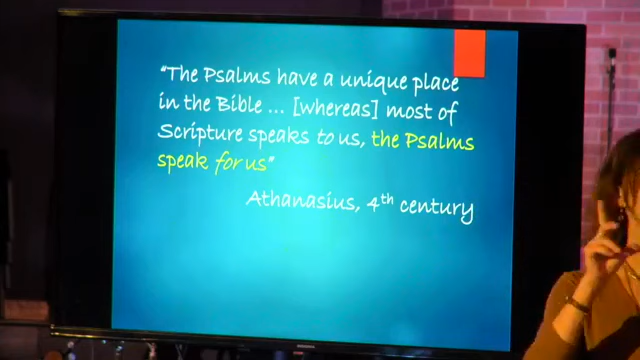 "The Psalms have a unique place
in the Bible ... [whereas] most of
Scripture speaks to us, the Psalms
speak for us"
Athanasius, 4th century